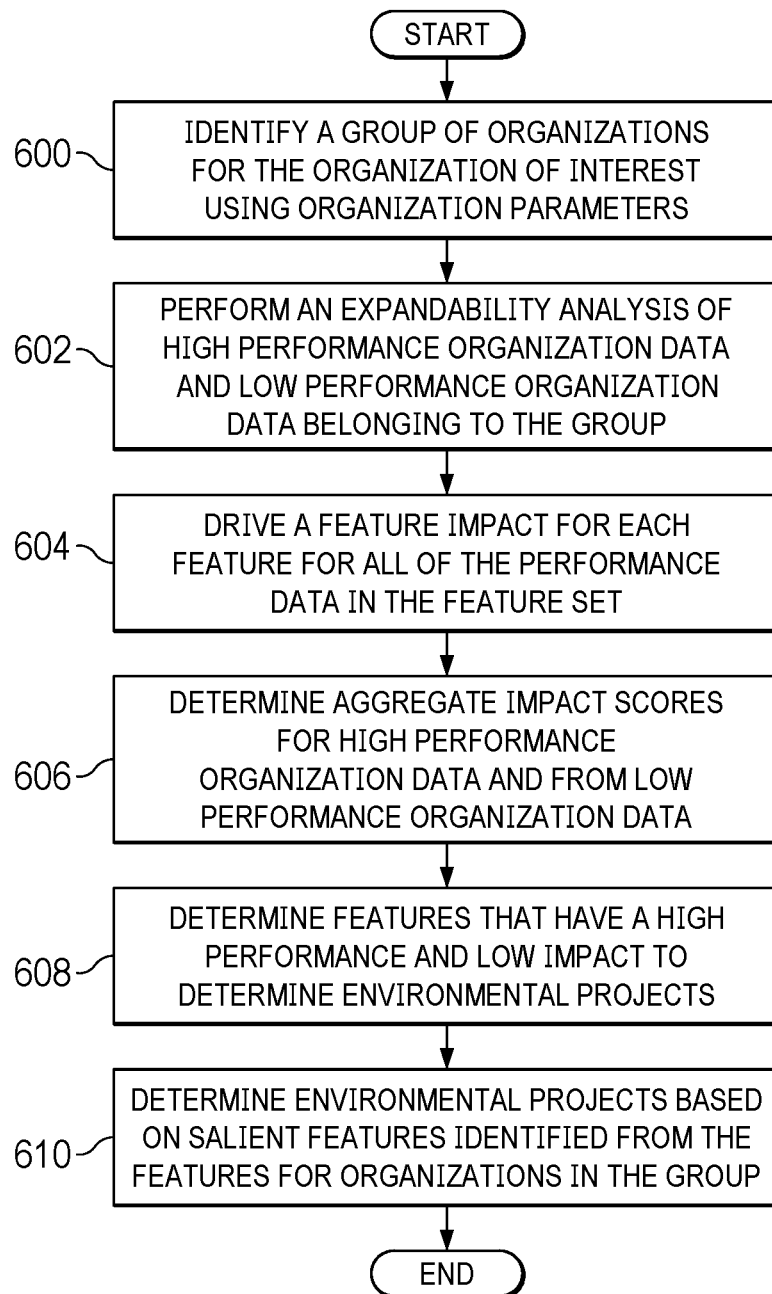 START
600
IDENTIFY A GROUP OF ORGANIZATIONS
FOR THE ORGANIZATION OF INTEREST
USING ORGANIZATION PARAMETERS
602
PERFORM AN EXPANDABILITY ANALYSIS OF
HIGH PERFORMANCE ORGANIZATION DATA
AND LOW PERFORMANCE ORGANIZATION
DATA BELONGING TO THE GROUP
604
DRIVE A FEATURE IMPACT FOR EACH
FEATURE FOR ALL OF THE PERFORMANCE
DATA IN THE FEATURE SET
606
DETERMINE AGGREGATE IMPACT SCORES
FOR HIGH PERFORMANCE
ORGANIZATION DATA AND FROM LOW
PERFORMANCE ORGANIZATION DATA
608
DETERMINE FEATURES THAT HAVE A HIGH
PERFORMANCE AND LOW IMPACT TO
DETERMINE ENVIRONMENTAL PROJECTS
610
DETERMINE ENVIRONMENTAL PROJECTS BASED
ON SALIENT FEATURES IDENTIFIED FROM THE
FEATURES FOR ORGANIZATIONS IN THE GROUP
END